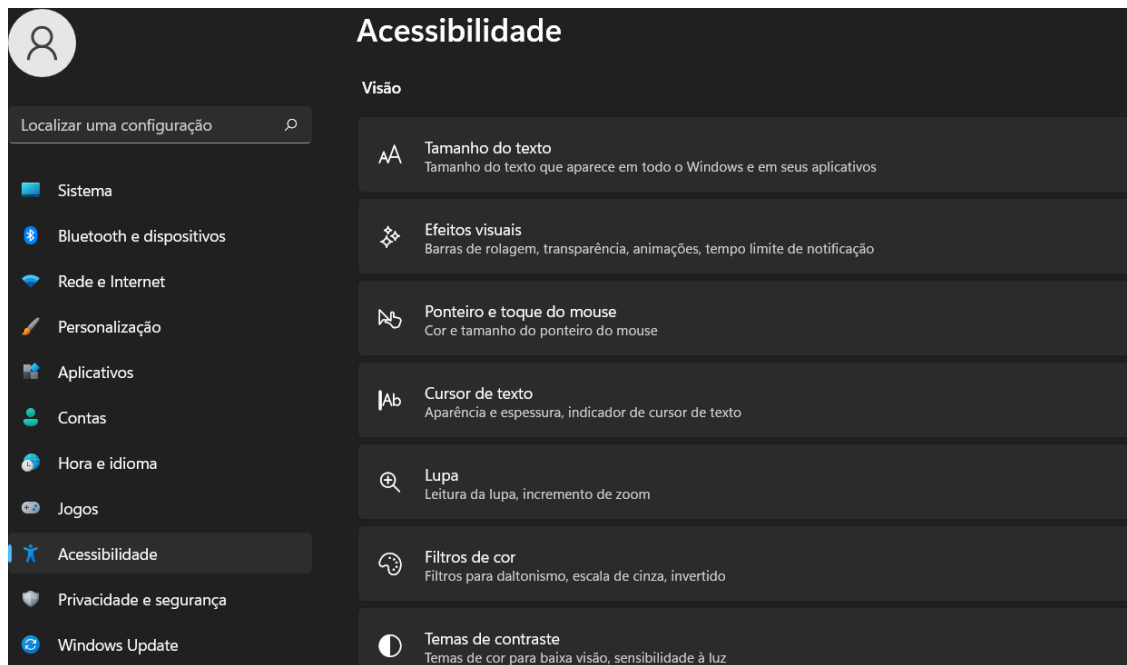 Acessibilidade
Localizar uma configuração
Sistema
Bluetooth e dispositivos
Rede e Internet
Personalização
Aplicativos
Contas
Hora e idioma
Jogos
Acessibilidade
Privacidade e segurança
Windows Update
Visão
Tamanho do texto
Tamanho do texto que aparece em todo o Windows e em seus aplicativos
Efeitos visuais
Barras de rolagem, transparência, animações, tempo limite de notificação
Ponteiro e toque do mouse
Cor e tamanho do ponteiro do mouse
Cursor de texto
Aparência e espessura, indicador de cursor de texto
Lupa
Leitura da lupa, incremento de zoom
Filtros de cor
Filtros para daltonismo, escala de cinza, invertido
Temas de contraste
Temas de cor para baixa visão, sensibilidade à luz